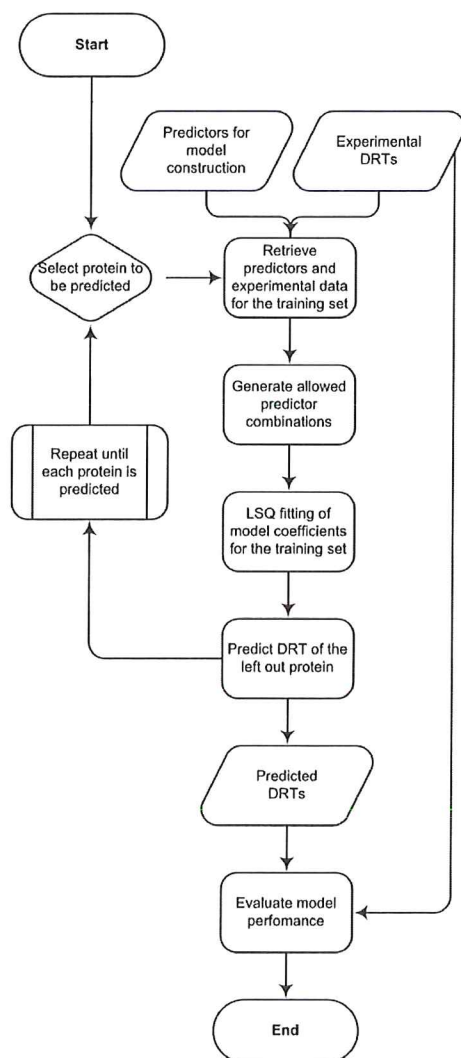 Start
Predictors for
model
construction
Experimental
DRTs
Select protein to
be predicted
Retrieve
predictors and
experimental data
for the training set
Generate allowed
predictor
combinations
Repeat until
each protein is
predicted
LSQ fitting of
model coefficients
for the training set
Predict DRT of the
left out protein
Predicted
DRTs
Evaluate model
perfomance
End